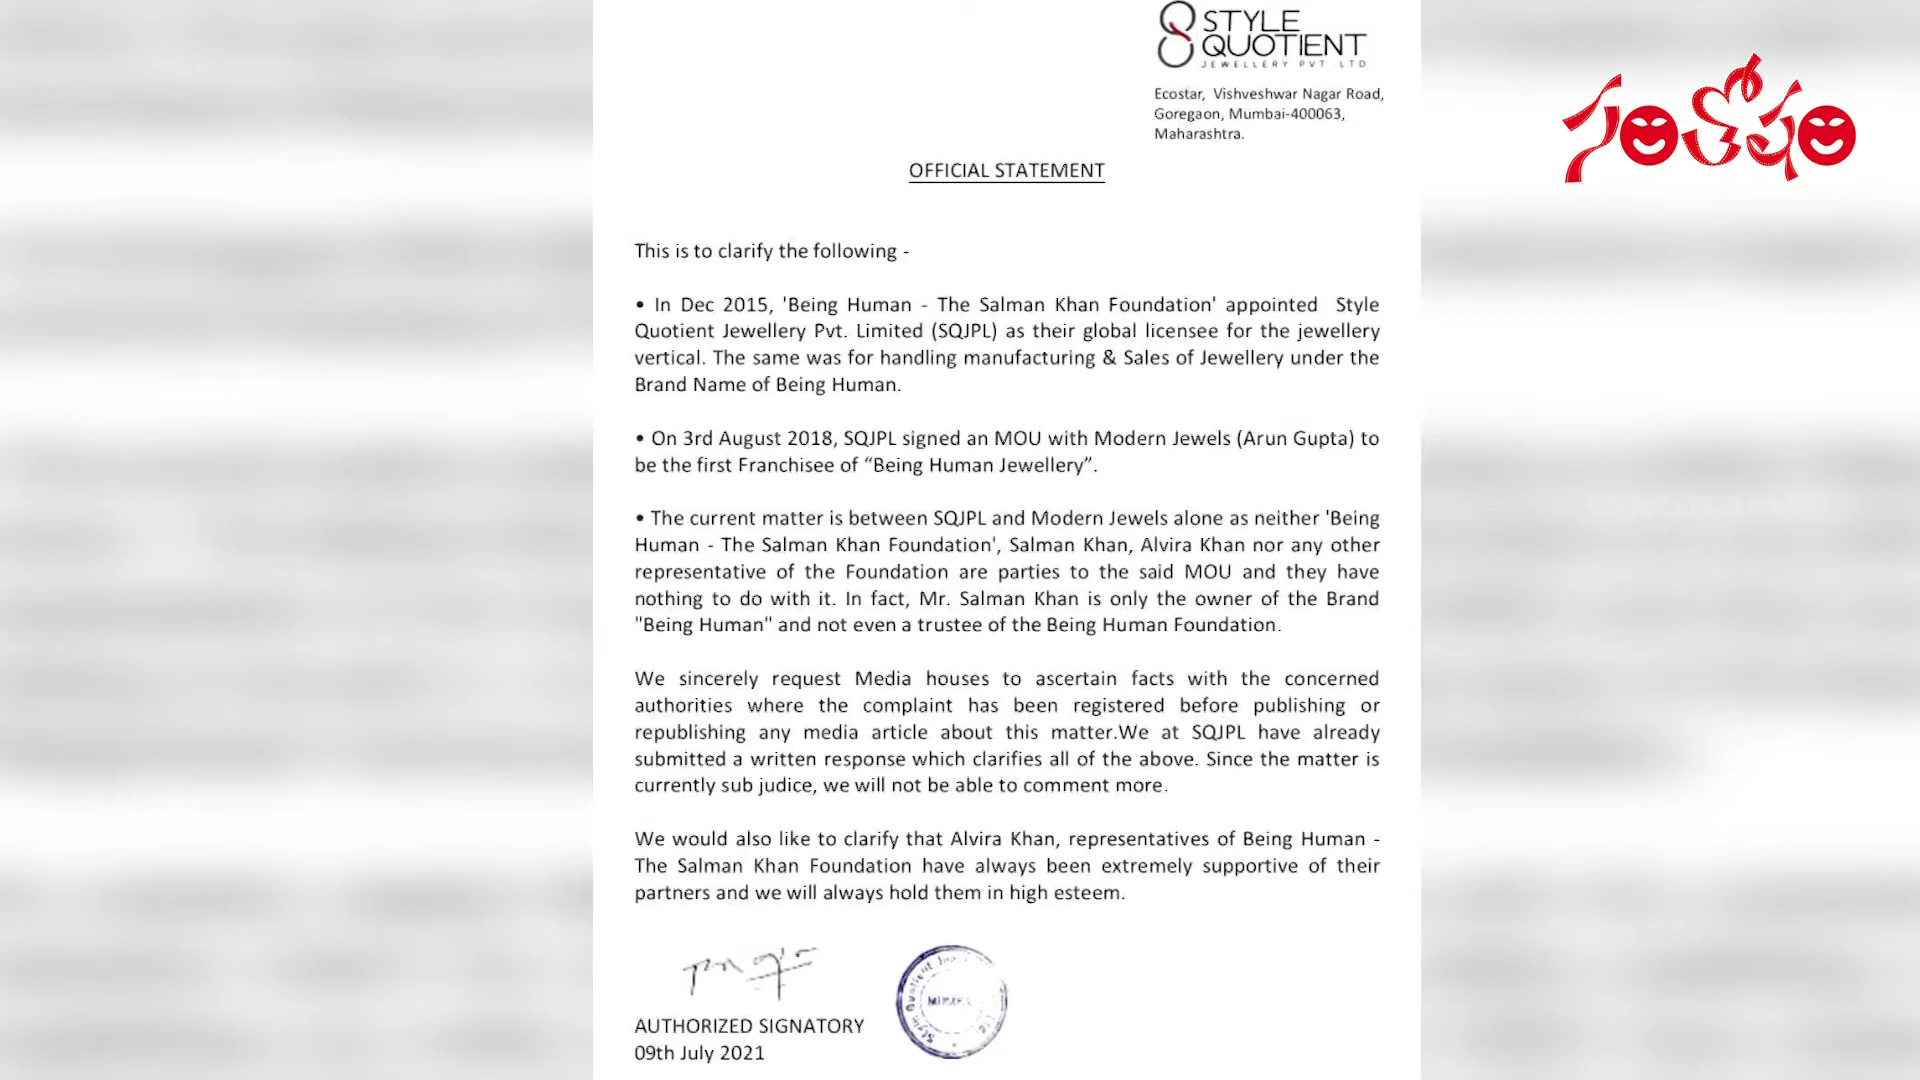 STYLE
QUOTIENT
JEWELLERY PVT LTD
Ecostar, Vishveshwar Nagar Road,
Goregaon, Mumbai-400063,
Maharashtra.
OFFICIAL STATEMENT
This is to clarify the following -
• In Dec 2015, 'Being Human - The Salman Khan Foundation' appointed Style
Quotient Jewellery Pvt. Limited (SQJPL) as their global licensee for the jewellery
vertical. The same was for handling manufacturing & Sales of Jewellery under the
Brand Name of Being Human.
• On 3rd August 2018, SQJPL signed an MOU with Modern Jewels (Arun Gupta) to
be the first Franchisee of “Being Human Jewellery”.
• The current matter is between SQJPL and Modern Jewels alone as neither 'Being
Human - The Salman Khan Foundation', Salman Khan, Alvira Khan nor any other
representative of the Foundation are parties to the said MOU and they have
nothing to do with it. In fact, Mr. Salman Khan is only the owner of the Brand
"Being Human" and not even a trustee of the Being Human Foundation.
We sincerely request Media houses to ascertain facts with the concerned
authorities where the complaint has been registered before publishing or
republishing any media article about this matter.We at SQJPL have already
submitted a written response which clarifies all of the above. Since the matter is
currently sub judice, we will not be able to comment more.
We would also like to clarify that Alvira Khan, representatives of Being Human -
The Salman Khan Foundation have always been extremely supportive of their
partners and we will always hold them in high esteem.
AUTHORIZED SIGNATORY
09th July 2021